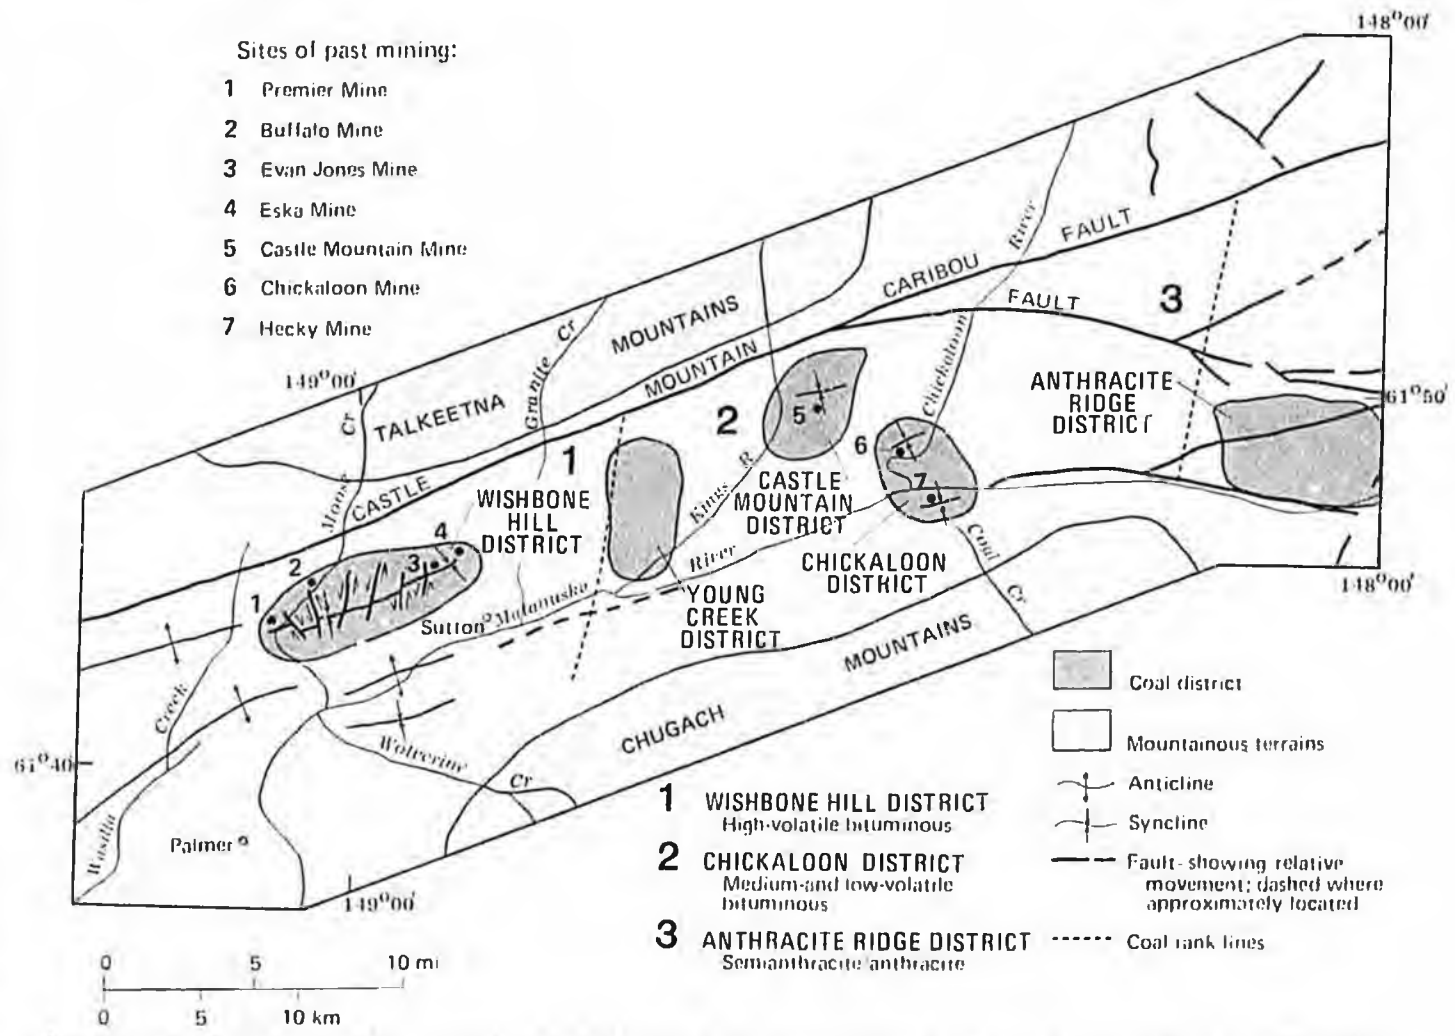 148°00'
Sites of past mining:
1 Premier Mine
2 Buffalo Mine
3 Evan Jones Mine
4 Eska Mine
5 Castle Mountain Mine
6 Chickaloon Mine
7 Hecky Mine
149°00'
TALKEETNA
MOUNTAINS
Moose
Cr
Granite
Cr
CASTLE
MOUNTAIN
CARIBOU
FAULT
FAULT
Chickaloon
River
3
ANTHRACITE
RIDGE
DISTRICT
61°50'
1
WISHBONE
HILL
DISTRICT
2
5
CASTLE
MOUNTAIN
DISTRICT
Kings
R
6
7
CHICKALOON
DISTRICT
Coal
Cr
148°00'
1
2
3
4
Sutton
Matanuska
River
YOUNG
CREEK
DISTRICT
CHUGACH
MOUNTAINS
Wasilla
Creek
Wolverine
Cr
61°40'
Palmer
149°00'
Coal district
Mountainous terrains
Anticline
Syncline
Fault-showing relative
movement; dashed where
approximately located
Coal rank lines
1 WISHBONE HILL DISTRICT
High-volatile bituminous
2 CHICKALOON DISTRICT
Medium-and low-volatile
bituminous
3 ANTHRACITE RIDGE DISTRICT
Semianthracite anthracite
0 5 10 mi
0 5 10 km